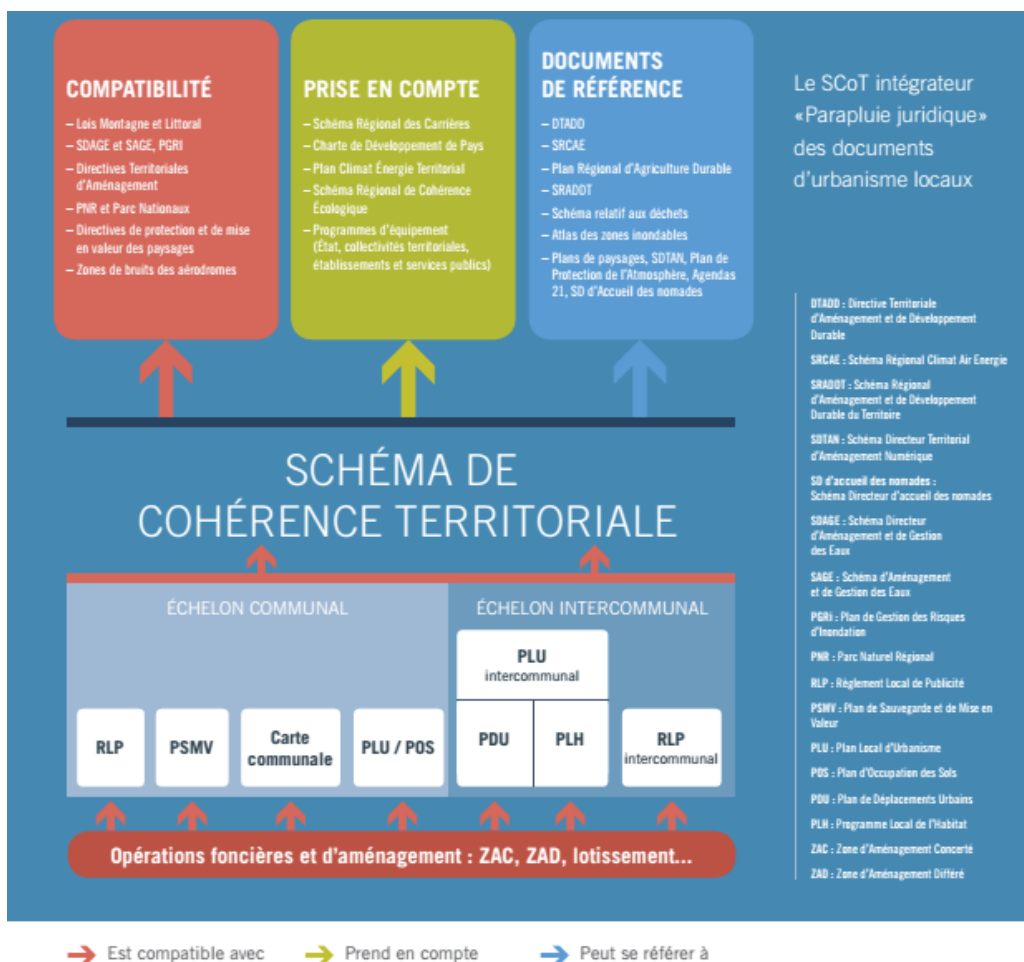 COMPATIBILITÉ
– Lois Montagne et Littoral
– SDAGE et SAGE, PGRI
– Directives Territoriales
d'Aménagement
– PNR et Parc Nationaux
– Directives de protection et de mise
en valeur des paysages
– Zones de bruits des aérodromes
PRISE EN COMPTE
– Schéma Régional des Carrières
– Charte de Développement de Pays
– Plan Climat Énergie Territorial
– Schéma Régional de Cohérence
Écologique
– Programmes d'équipement
(État, collectivités territoriales,
établissements et services publics)
DOCUMENTS
DE RÉFÉRENCE
– DTADD
– SRCAE
– Plan Régional d'Agriculture Durable
– SRADDT
– Schéma relatif aux déchets
– Atlas des zones inondables
– Plans de paysages, SDTAN, Plan de
Protection de l'Atmosphère, Agendas
21, SD d'Accueil des nomades
Le SCoT intégrateur
«Parapluie juridique»
des documents
d'urbanisme locaux
SCHÉMA DE
COHÉRENCE TERRITORIALE
ÉCHELON COMMUNAL
ÉCHELON INTERCOMMUNAL
PLU
intercommunal
RLP
PSMV
Carte
communale
PLU / POS
PDU
PLH
RLP
intercommunal
Opérations foncières et d'aménagement : ZAC, ZAD, lotissement...
DTADD : Directive Territoriale
d'Aménagement et de Développement
Durable
SRCAE : Schéma Régional Climat Air Energie
SRADDT : Schéma Régional
d'Aménagement et de Développement
Durable du Territoire
SDTAN : Schéma Directeur Territorial
d'Aménagement Numérique
SD d'accueil des nomades :
Schéma Directeur d'accueil des nomades
SDAGE : Schéma Directeur
d'Aménagement et de Gestion
des Eaux
SAGE : Schéma d'Aménagement
et de Gestion des Eaux
PGRi : Plan de Gestion des Risques
d'Inondation
PNR : Parc Naturel Régional
RLP : Règlement Local de Publicité
PSMV : Plan de Sauvegarde et de Mise en
Valeur
PLU : Plan Local d'Urbanisme
POS : Plan d'Occupation des Sols
PDU : Plan de Déplacements Urbains
PLH : Programme Local de l'Habitat
ZAC : Zone d'Aménagement Concerté
ZAD : Zone d'Aménagement Différé
Est compatible avec
Prend en compte
Peut se référer à